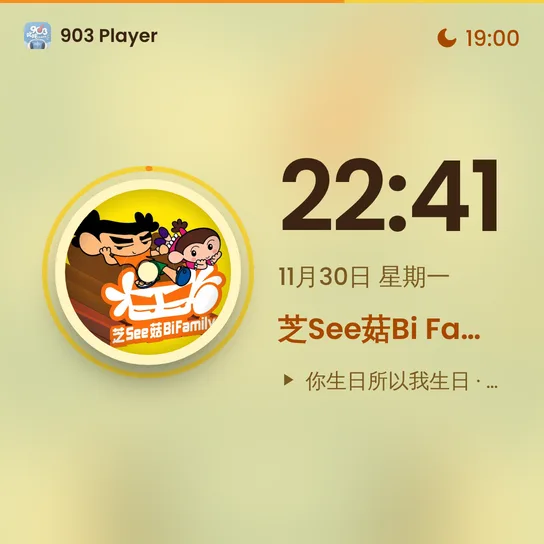 903 Player
19:00
22:41
11月30日 星期一
芝See菇Bi Fa...
你生日所以我生日 · ...
芝See菇BiFamily